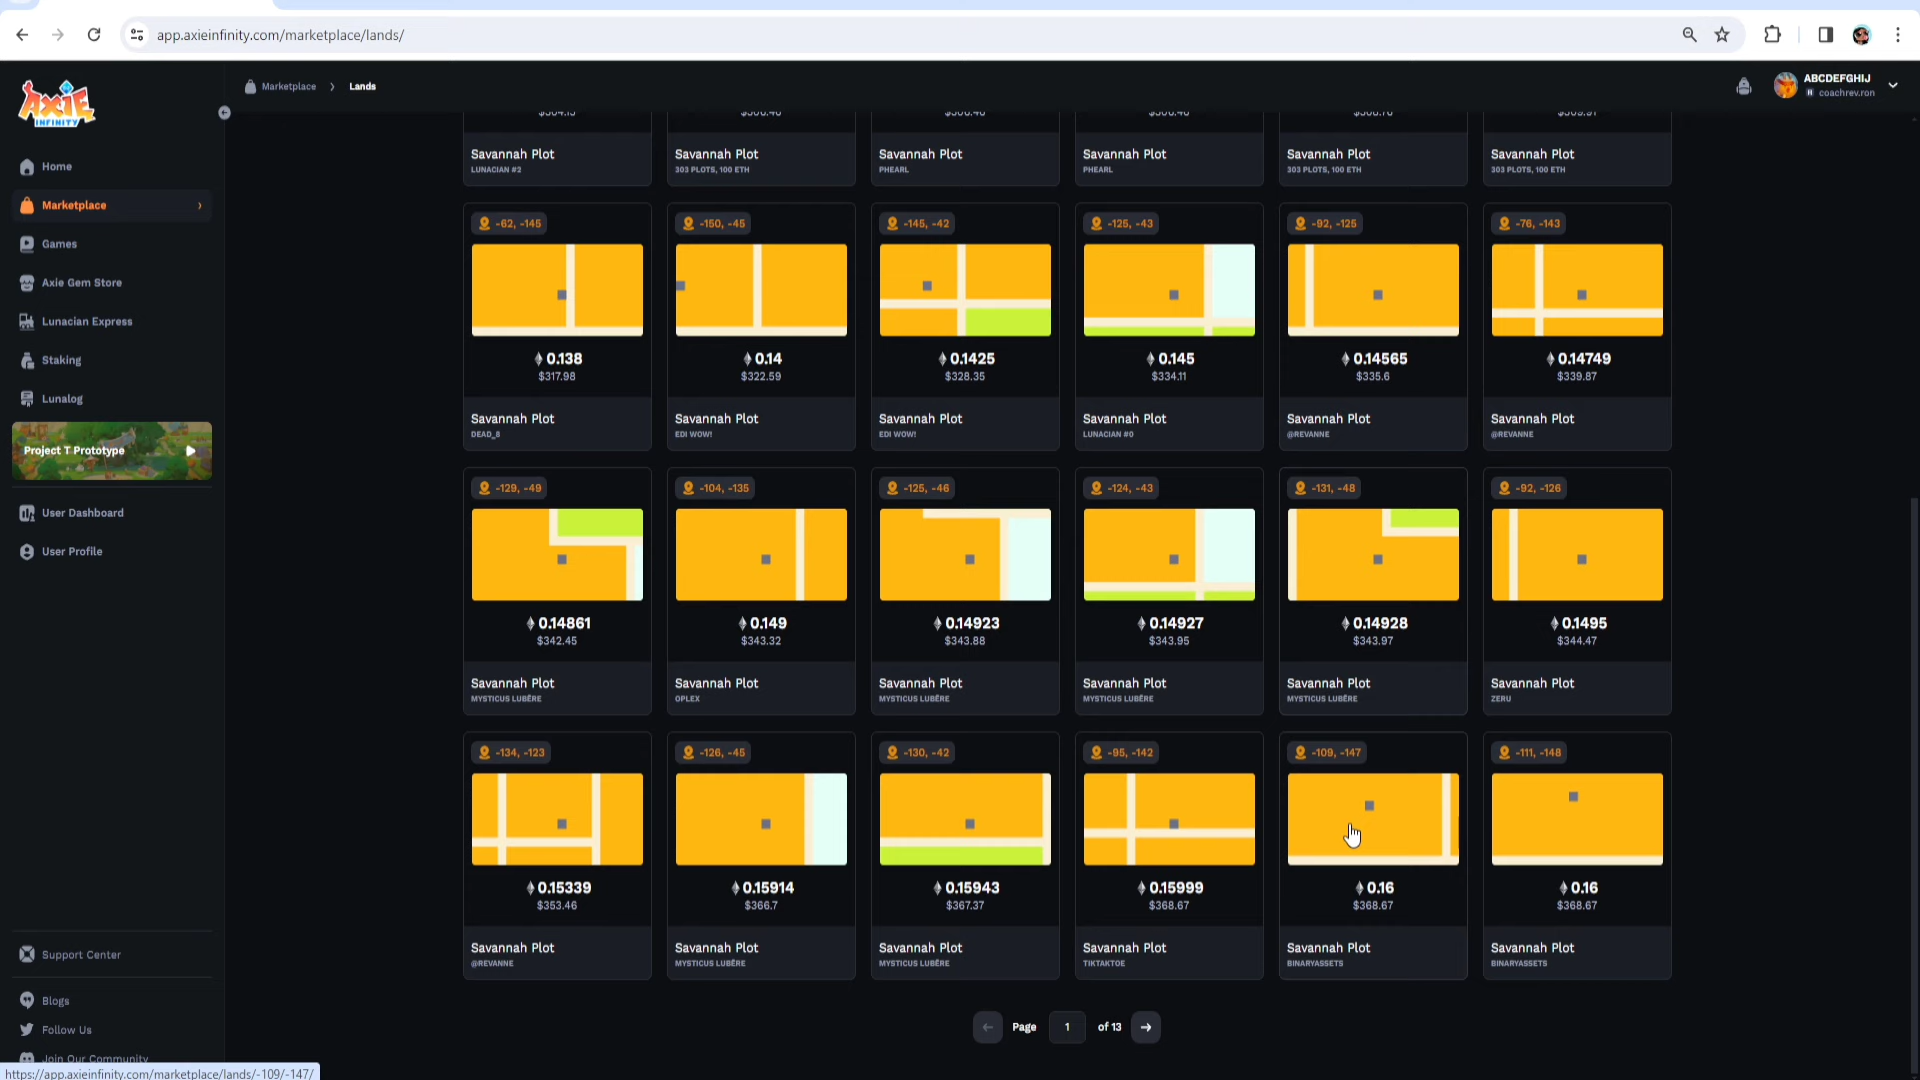 app.axieinfinity.com/marketplace/lands/
AXIE
INFINITY
Marketplace > Lands
ABCDEFGHIJ
coachrev.ron
Home
Marketplace
Games
Axie Gem Store
Lunacian Express
Staking
Lunalog
Project T Prototype
User Dashboard
User Profile
Support Center
Blogs
Follow Us
Join Our Community
Savannah Plot
LUNACIAN #2
Savannah Plot
303 PLOTS, 100 ETH
Savannah Plot
PHEARL
Savannah Plot
PHEARL
Savannah Plot
303 PLOTS, 100 ETH
Savannah Plot
303 PLOTS, 100 ETH
-62, -145
0.138
$317.98
Savannah Plot
DEAD_8
-150, -45
0.14
$322.59
Savannah Plot
EDI WOW!
-145, -42
0.1425
$328.35
Savannah Plot
EDI WOW!
-125, -43
0.145
$334.11
Savannah Plot
LUNACIAN #0
-92, -125
0.14565
$335.6
Savannah Plot
@REVANNE
-76, -143
0.14749
$339.87
Savannah Plot
@REVANNE
-129, -49
0.14861
$342.45
Savannah Plot
MYSTICUS LUBĒRE
-104, -135
0.149
$343.32
Savannah Plot
OPLEX
-125, -46
0.14923
$343.88
Savannah Plot
MYSTICUS LUBĒRE
-124, -43
0.14927
$343.95
Savannah Plot
MYSTICUS LUBĒRE
-131, -48
0.14928
$343.97
Savannah Plot
MYSTICUS LUBĒRE
-92, -126
0.1495
$344.47
Savannah Plot
ZERU
-134, -123
0.15339
$353.46
Savannah Plot
@REVANNE
-126, -45
0.15914
$366.7
Savannah Plot
MYSTICUS LUBĒRE
-130, -42
0.15943
$367.37
Savannah Plot
MYSTICUS LUBĒRE
-95, -142
0.15999
$368.67
Savannah Plot
TIKTAKTOE
-109, -147
0.16
$368.67
Savannah Plot
BINARYASSETS
-111, -148
0.16
$368.67
Savannah Plot
BINARYASSETS
Page 1 of 13
https://app.axieinfinity.com/marketplace/lands/-109/-147/